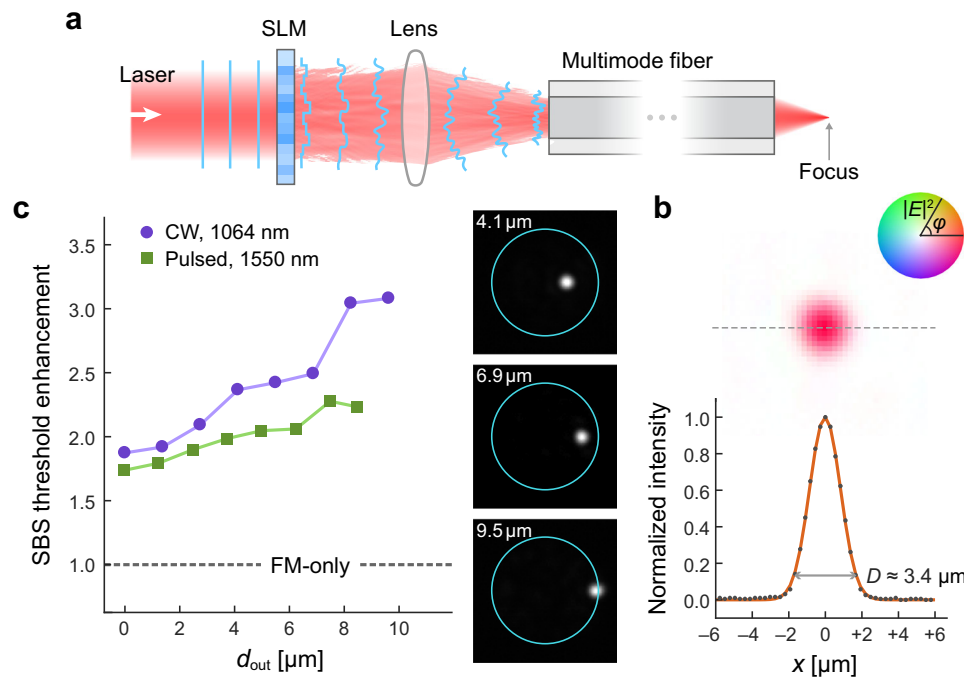 a
SLM
Lens
Laser
Multimode fiber
Focus
c
CW, 1064 nm
Pulsed, 1550 nm
SBS threshold enhancement
3.5
3.0
2.5
2.0
1.5
1.0
FM-only
0 2 4 6 8 10
d_out [µm]
4.1 µm
6.9 µm
9.5 µm
b
|E|²
φ
Normalized intensity
1.0
0.8
0.6
0.4
0.2
0.0
D ≈ 3.4 µm
−6 −4 −2 0 +2 +4 +6
x [µm]